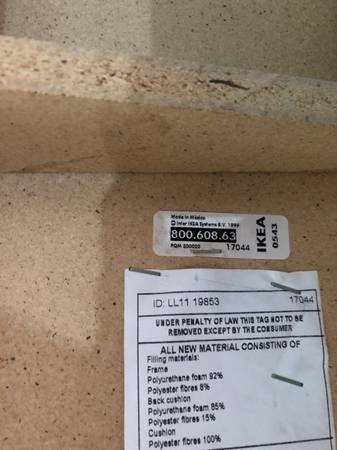 Made in Mexico
© Inter IKEA Systems B.V. 1999
800.608.63
PQN 200020 17044
IKEA
0543
ID: LL11 19853 17044
UNDER PENALTY OF LAW THIS TAG NOT TO BE
REMOVED EXCEPT BY THE CONSUMER
ALL NEW MATERIAL CONSISTING OF
Filling materials:
Frame
Polyurethane foam 92%
Polyester fibres 8%
Back cushion
Polyurethane foam 85%
Polyester fibres 15%
Cushion
Polyester fibres 100%